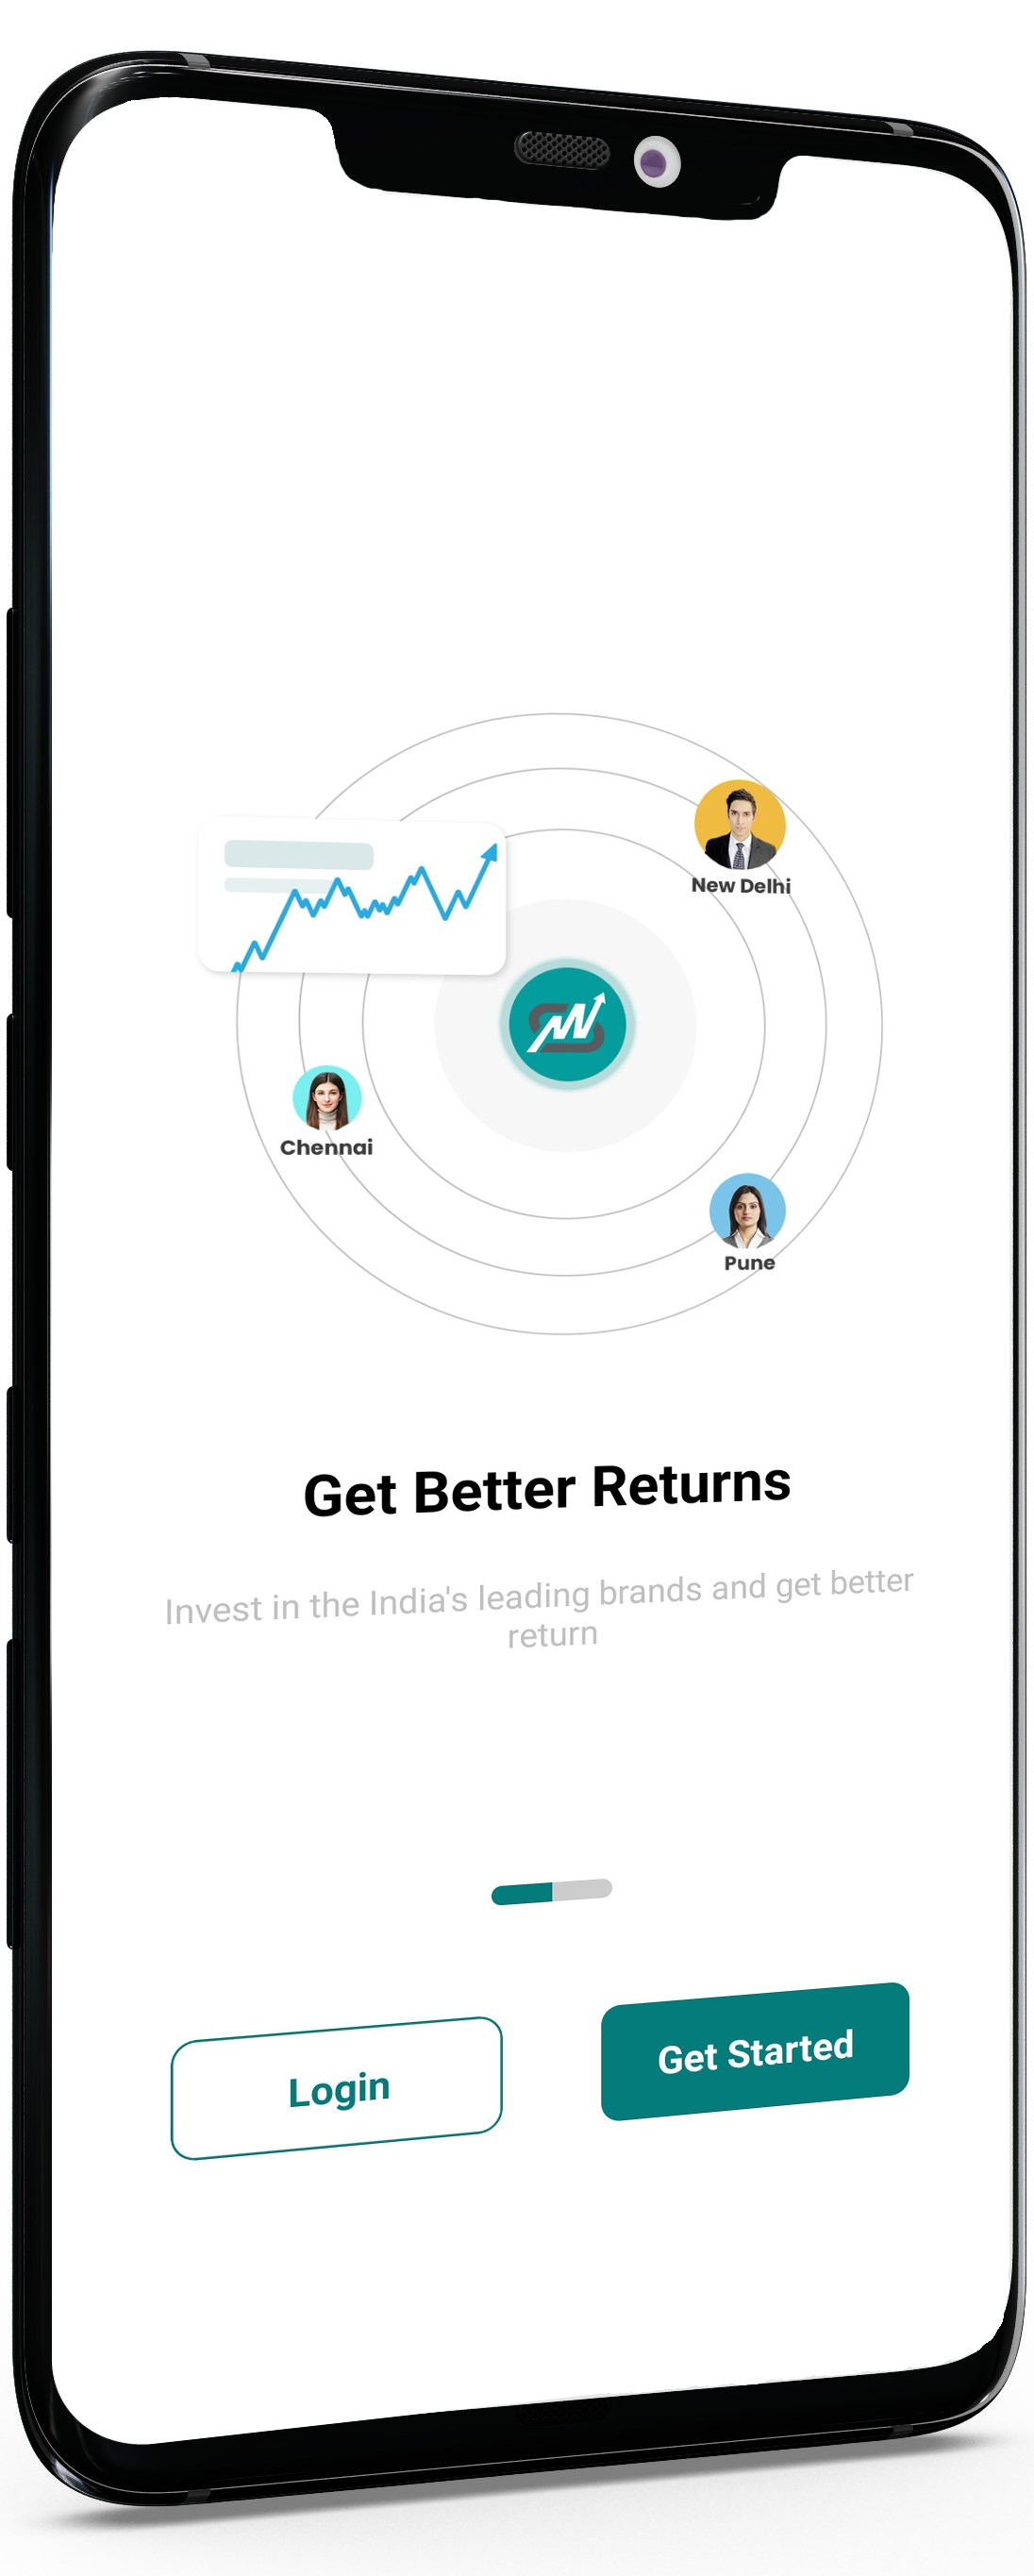 New Delhi
Chennai
Pune
Get Better Returns
Invest in the India's leading brands and get better
return
Login
Get Started